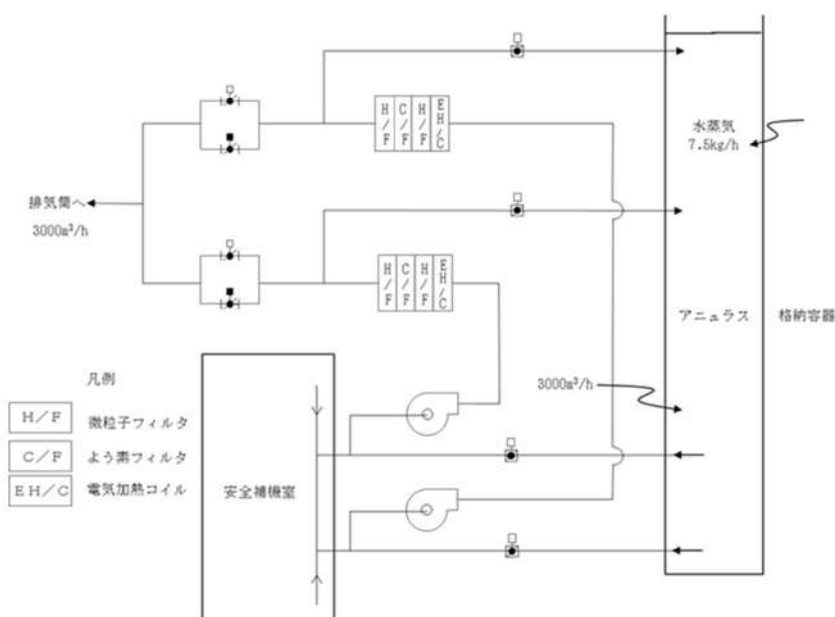 H/F
C/F
H/F
EH/C
水蒸気
7.5kg/h
排気筒へ
3000m³/h
H/F
C/F
H/F
EH/C
アニュラス
格納容器
3000m³/h
凡例
H/F 微粒子フィルタ
C/F よう素フィルタ
EH/C 電気加熱コイル
安全補機室